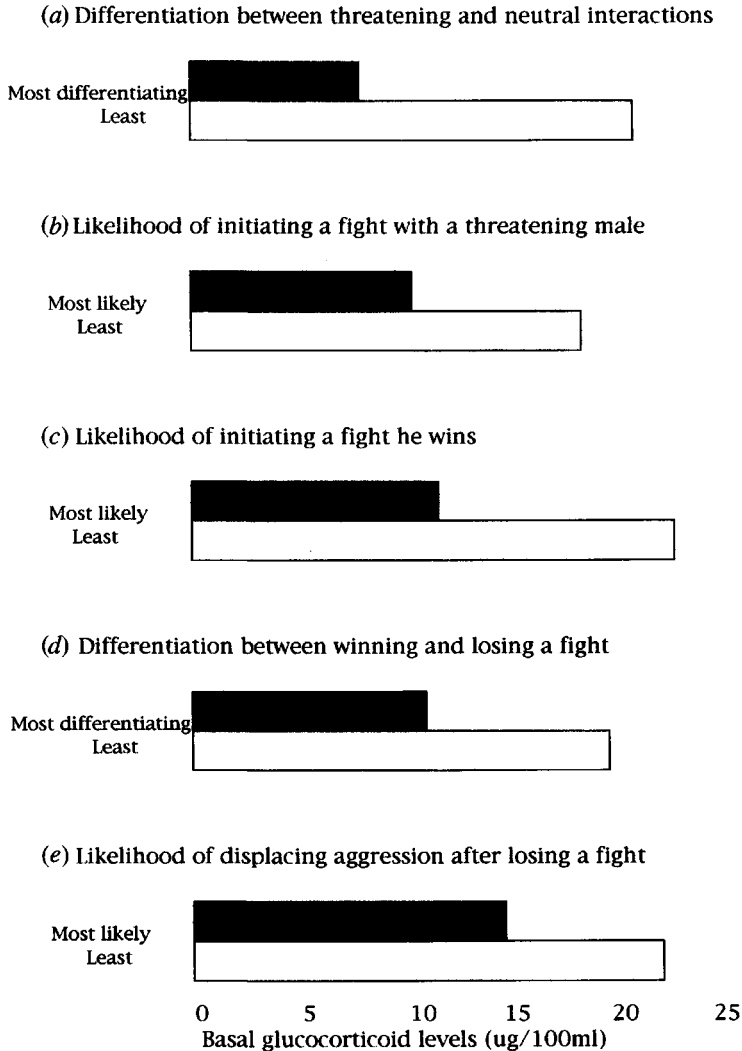 (a) Differentiation between threatening and neutral interactions
Most differentiating
Least
(b) Likelihood of initiating a fight with a threatening male
Most likely
Least
(c) Likelihood of initiating a fight he wins
Most likely
Least
(d) Differentiation between winning and losing a fight
Most differentiating
Least
(e) Likelihood of displacing aggression after losing a fight
Most likely
Least
0 5 10 15 20 25
Basal glucocorticoid levels (ug/100ml)